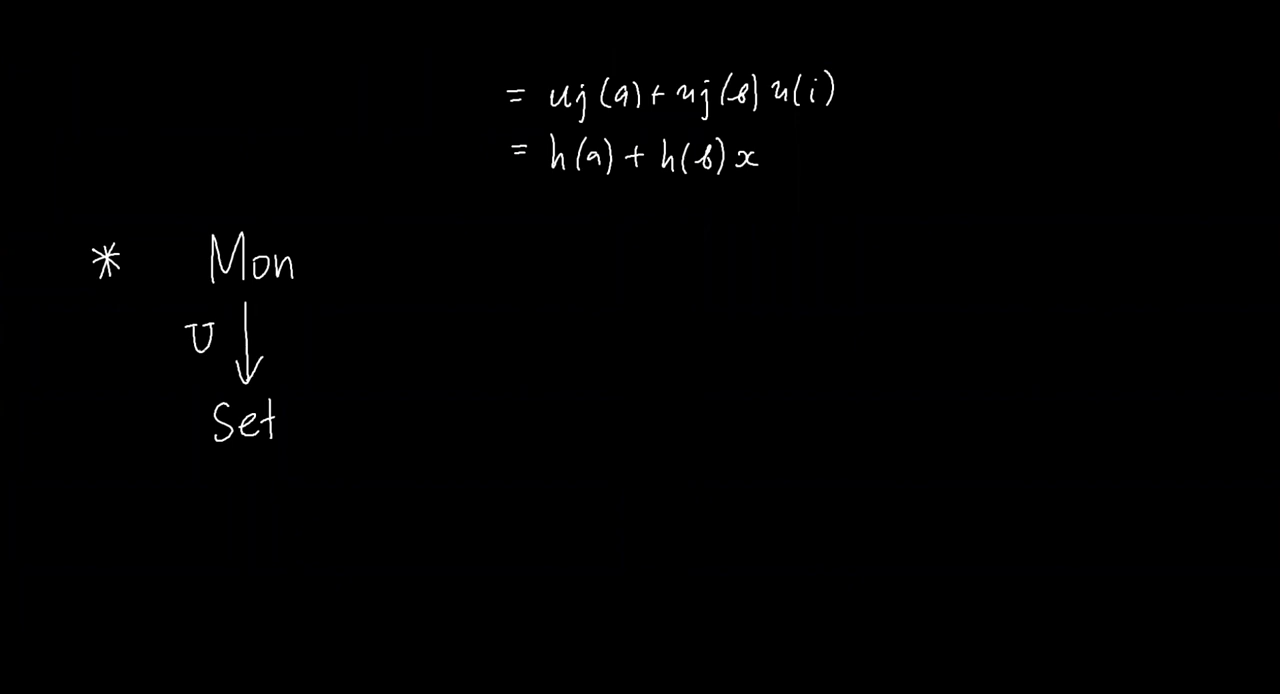 = uj(a) + uj(b) u(i)
= h(a) + h(b) x
* Mon
U ↓
Set